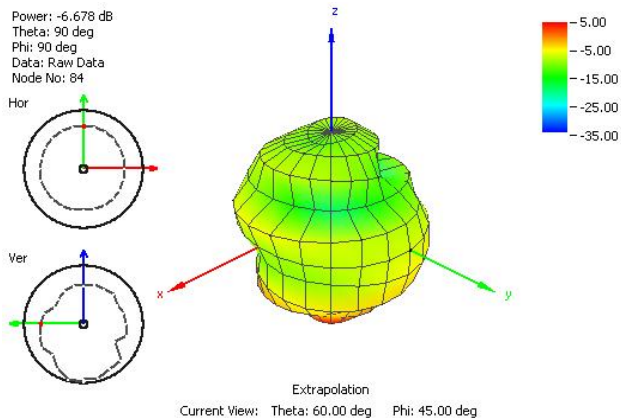 Power: -6.678 dB
Theta: 90 deg
Phi: 90 deg
Data: Raw Data
Node No: 84
Hor
Ver
z
x
y
5.00
-5.00
-15.00
-25.00
-35.00
Extrapolation
Current View: Theta: 60.00 deg Phi: 45.00 deg